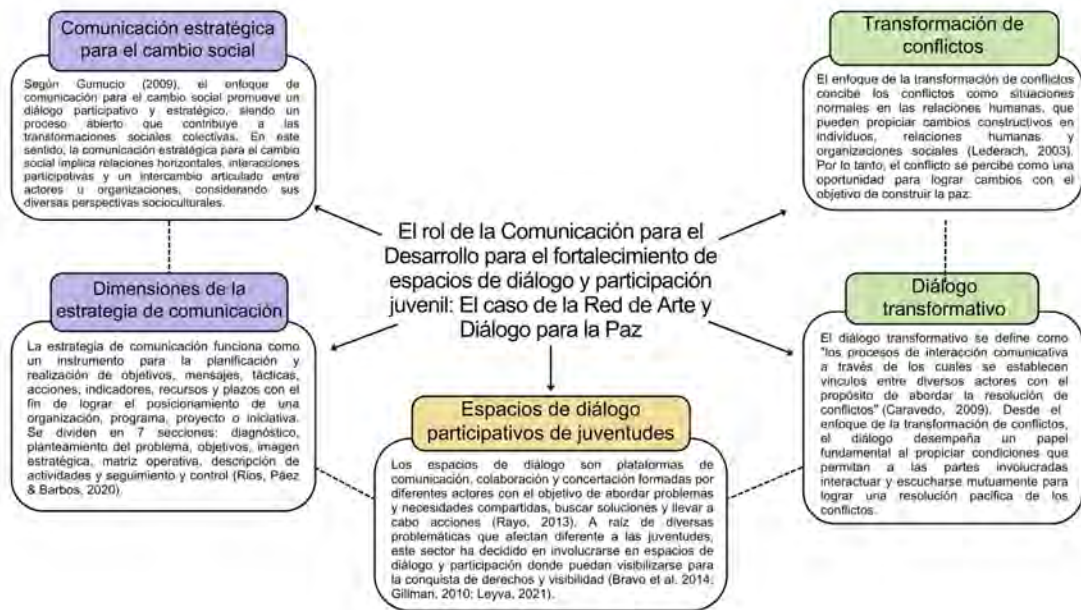 Comunicación estratégica
para el cambio social
Según Gumucio (2009), el enfoque de
comunicación para el cambio social promueve un
diálogo participativo y estratégico, siendo un
proceso abierto que contribuye a las
transformaciones sociales colectivas. En este
sentido, la comunicación estratégica para el cambio
social implica relaciones horizontales, interacciones
participativas y un intercambio articulado entre
actores u organizaciones, considerando sus
diversas perspectivas socioculturales.
Transformación de
conflictos
El enfoque de la transformación de conflictos
concibe los conflictos como situaciones
normales en las relaciones humanas, que
pueden propiciar cambios constructivos en
individuos, relaciones humanas y
organizaciones sociales (Lederach, 2003).
Por lo tanto, el conflicto se percibe como una
oportunidad para lograr cambios con el
objetivo de construir la paz.
El rol de la Comunicación para el
Desarrollo para el fortalecimiento de
espacios de diálogo y participación
juvenil: El caso de la Red de Arte y
Diálogo para la Paz
Dimensiones de la
estrategia de comunicación
La estrategia de comunicación funciona como
un instrumento para la planificación y
realización de objetivos, mensajes, tácticas,
acciones, indicadores, recursos y plazos con el
fin de lograr el posicionamiento de una
organización, programa, proyecto o iniciativa.
Se dividen en 7 secciones: diagnóstico,
planteamiento del problema, objetivos, imagen
estratégica, matriz operativa, descripción de
actividades y seguimiento y control (Ríos, Páez
& Barbos, 2020).
Diálogo
transformativo
El diálogo transformativo se define como
"los procesos de interacción comunicativa
a través de los cuales se establecen
vínculos entre diversos actores con el
propósito de abordar la resolución de
conflictos" (Caravedo, 2009). Desde el
enfoque de la transformación de conflictos,
el diálogo desempeña un papel
fundamental al propiciar condiciones que
permitan a las partes involucradas
interactuar y escucharse mutuamente para
lograr una resolución pacífica de los
conflictos.
Espacios de diálogo
participativos de juventudes
Los espacios de diálogo son plataformas de
comunicación, colaboración y concertación formadas por
diferentes actores con el objetivo de abordar problemas
y necesidades compartidas, buscar soluciones y llevar a
cabo acciones (Rayo, 2013). A raíz de diversas
problemáticas que afectan diferente a las juventudes,
este sector ha decidido en involucrarse en espacios de
diálogo y participación donde puedan visibilizarse para
la conquista de derechos y visibilidad (Bravo et al. 2014;
Gillman, 2010; Leyva, 2021).